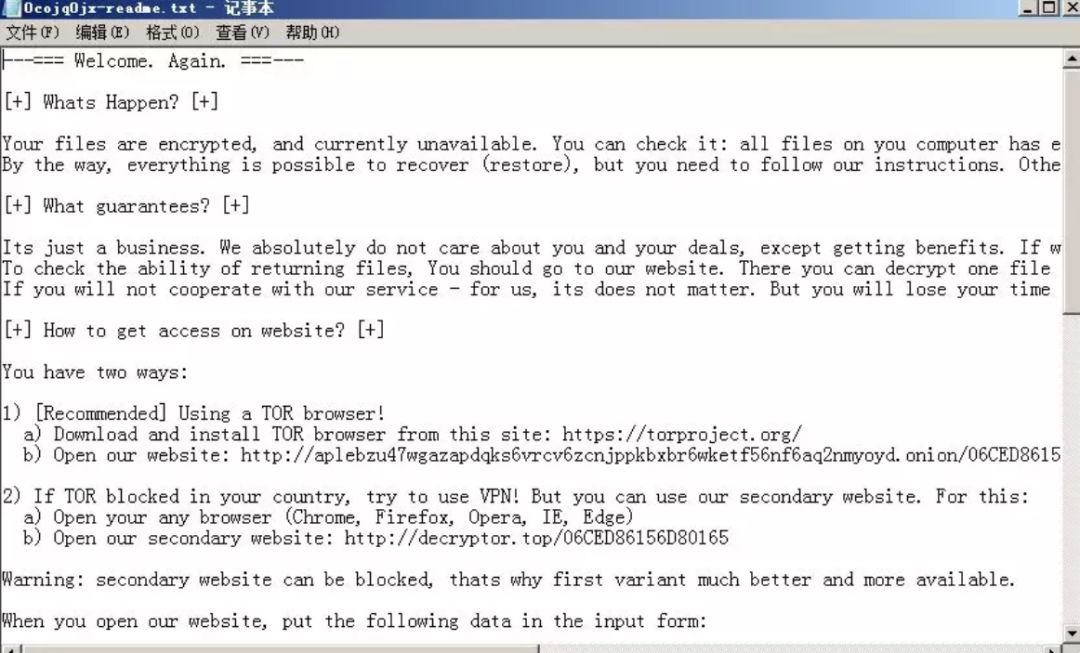 0cojq0jx-readme.txt - 记事本
文件(F) 编辑(E) 格式(O) 查看(V) 帮助(H)
---=== Welcome. Again. ===---
[+] Whats Happen? [+]
Your files are encrypted, and currently unavailable. You can check it: all files on you computer has e
By the way, everything is possible to recover (restore), but you need to follow our instructions. Othe
[+] What guarantees? [+]
Its just a business. We absolutely do not care about you and your deals, except getting benefits. If w
To check the ability of returning files, You should go to our website. There you can decrypt one file
If you will not cooperate with our service - for us, its does not matter. But you will lose your time
[+] How to get access on website? [+]
You have two ways:
1) [Recommended] Using a TOR browser!
a) Download and install TOR browser from this site: https://torproject.org/
b) Open our website: http://aplebzu47wgazapdqks6vrcv6zcnjppkbxbr6wketf56nf6aq2nmyoyd.onion/06CED8615
2) If TOR blocked in your country, try to use VPN! But you can use our secondary website. For this:
a) Open your any browser (Chrome, Firefox, Opera, IE, Edge)
b) Open our secondary website: http://decryptor.top/06CED86156D80165
Warning: secondary website can be blocked, thats why first variant much better and more available.
When you open our website, put the following data in the input form: